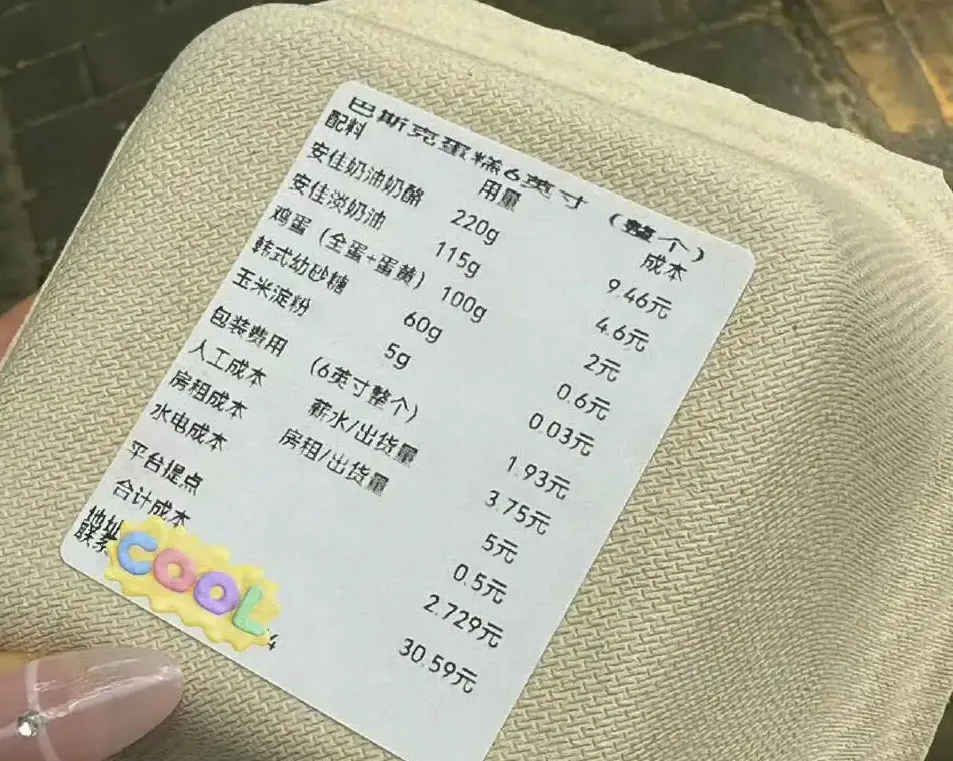 巴斯克蛋糕6英寸（整个）
配料 用量 成本
安佳奶油奶酪 220g 9.46元
安佳淡奶油 115g 4.6元
鸡蛋（全蛋+蛋黄） 100g 2元
韩式幼砂糖 60g 0.6元
玉米淀粉 5g 0.03元
包装费用 （6英寸整个） 1.93元
人工成本 薪水/出货量 3.75元
房租成本 房租/出货量 5元
水电成本 0.5元
平台提点 2.729元
合计成本 30.59元
地址
联系
COOL